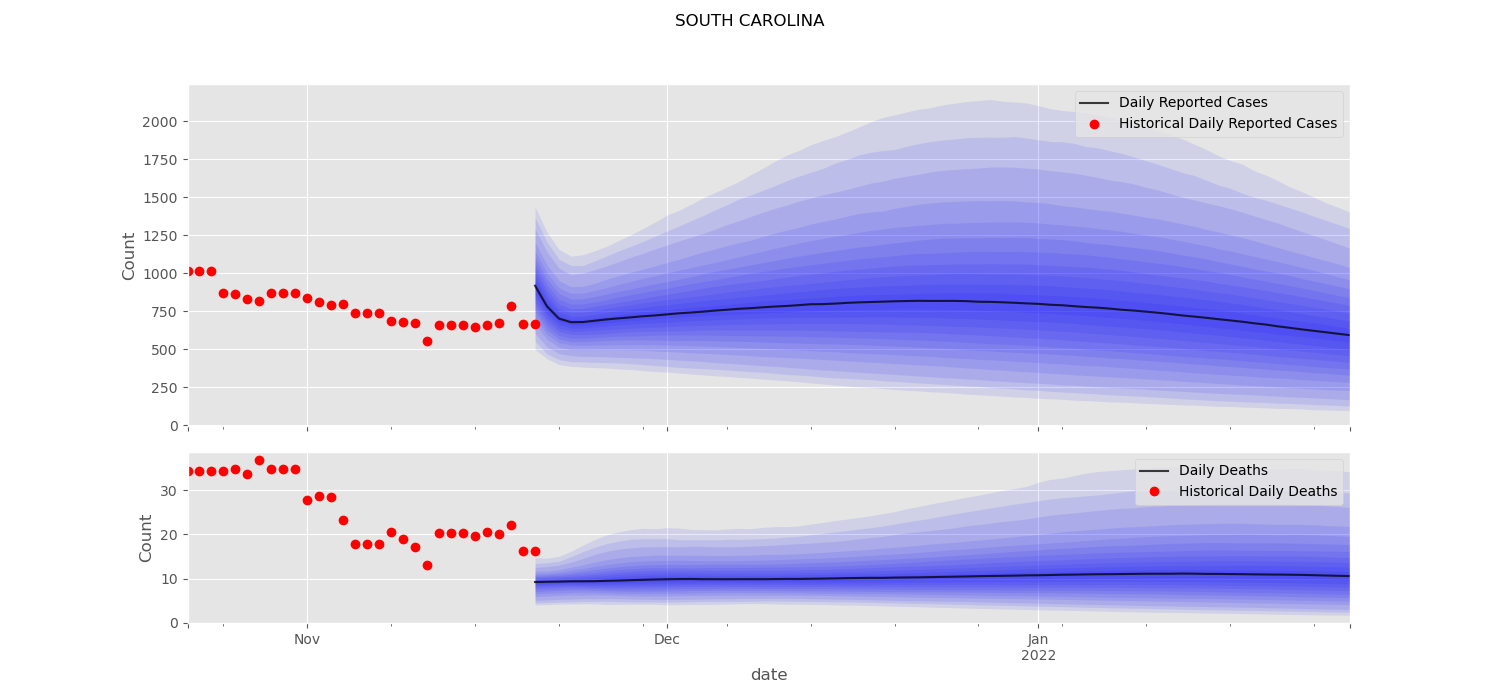 SOUTH CAROLINA
Daily Reported Cases
Historical Daily Reported Cases
2000
1750
1500
1250
1000
750
500
250
0
Count
Daily Deaths
Historical Daily Deaths
30
20
10
0
Count
Nov
Dec
Jan
2022
date